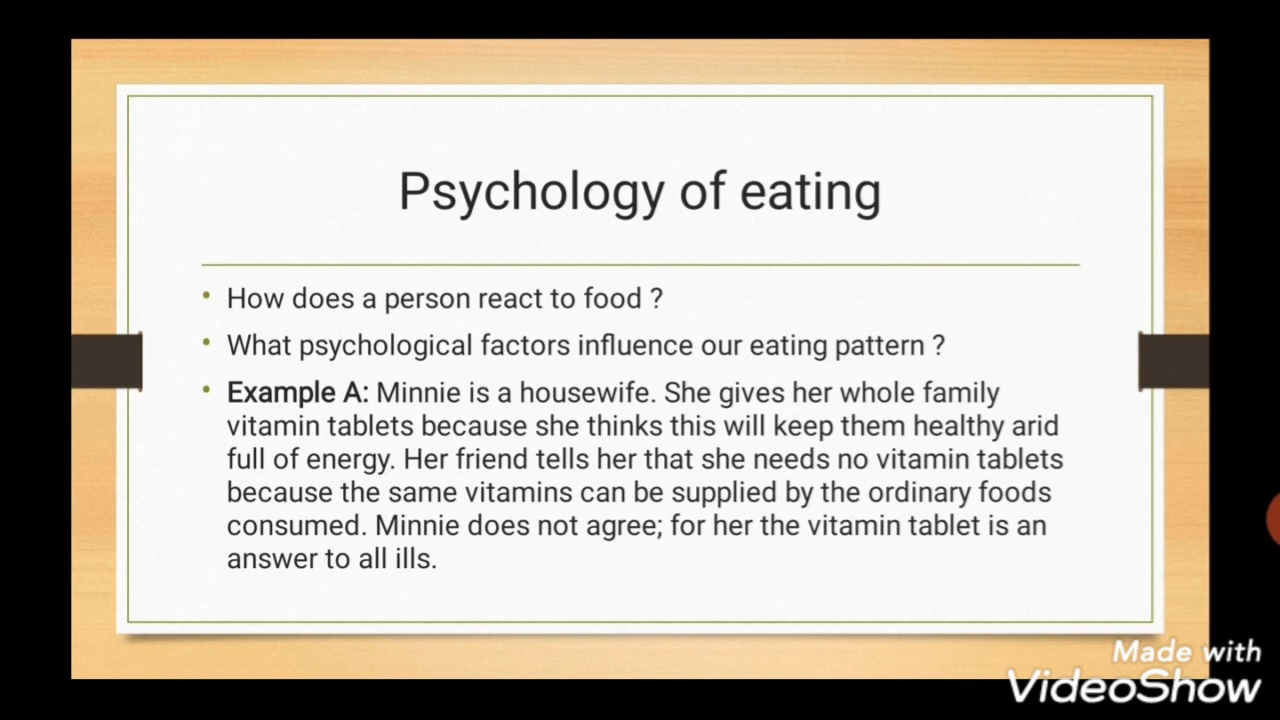 Psychology of eating
• How does a person react to food ?
• What psychological factors influence our eating pattern ?
• Example A: Minnie is a housewife. She gives her whole family
vitamin tablets because she thinks this will keep them healthy arid
full of energy. Her friend tells her that she needs no vitamin tablets
because the same vitamins can be supplied by the ordinary foods
consumed. Minnie does not agree; for her the vitamin tablet is an
answer to all ills.
Made with
VideoShow